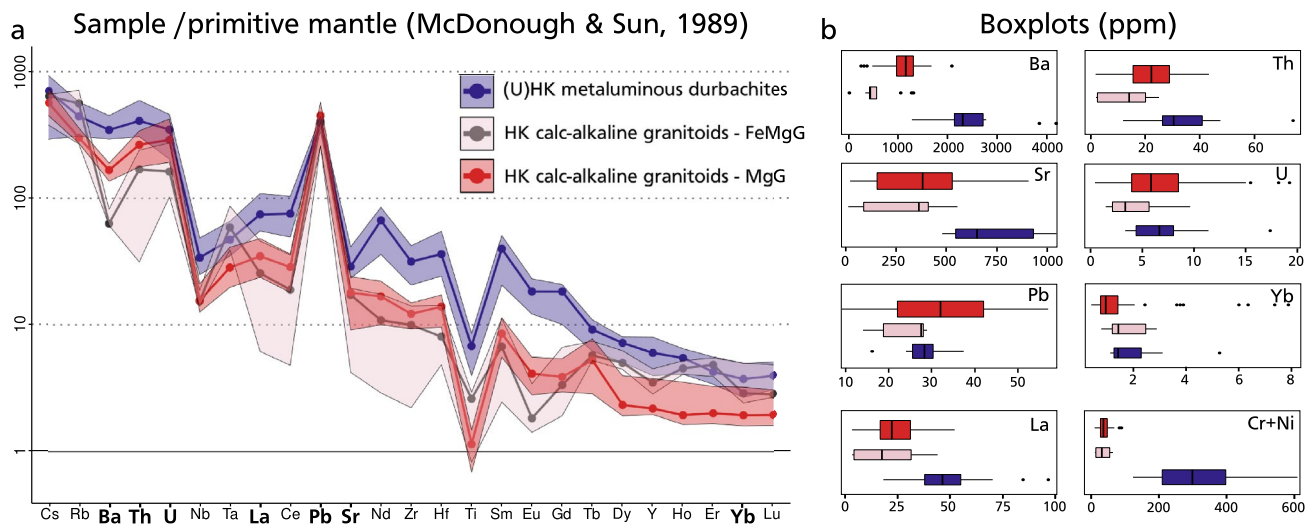 a Sample /primitive mantle (McDonough & Sun, 1989)
1000
100
10
1
(U)HK metaluminous durbachites
HK calc-alkaline granitoids - FeMgG
HK calc-alkaline granitoids - MgG
Cs Rb Ba Th U Nb Ta La Ce Pb Sr Nd Zr Hf Ti Sm Eu Gd Tb Dy Y Ho Er Yb Lu
b Boxplots (ppm)
Ba
0 1000 2000 3000 4000
Th
0 20 40 60
Sr
0 250 500 750 1000
U
0 5 10 15 20
Pb
10 20 30 40 50
Yb
2 4 6 8
La
0 25 50 75 100
Cr+Ni
0 200 400 600